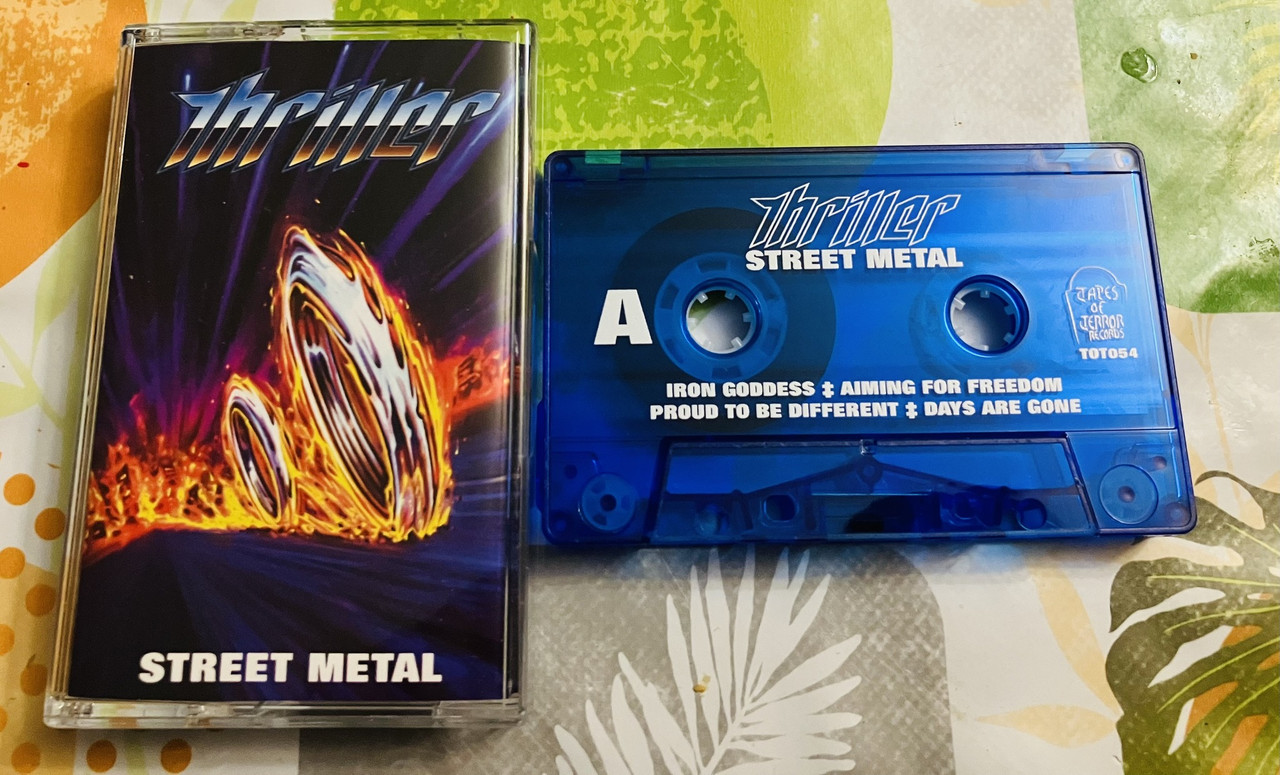 Thriller
STREET METAL
Thriller
STREET METAL
A
TAPES
OF
TERROR
RECORDS
TOT054
IRON GODDESS ‡ AIMING FOR FREEDOM
PROUD TO BE DIFFERENT ‡ DAYS ARE GONE